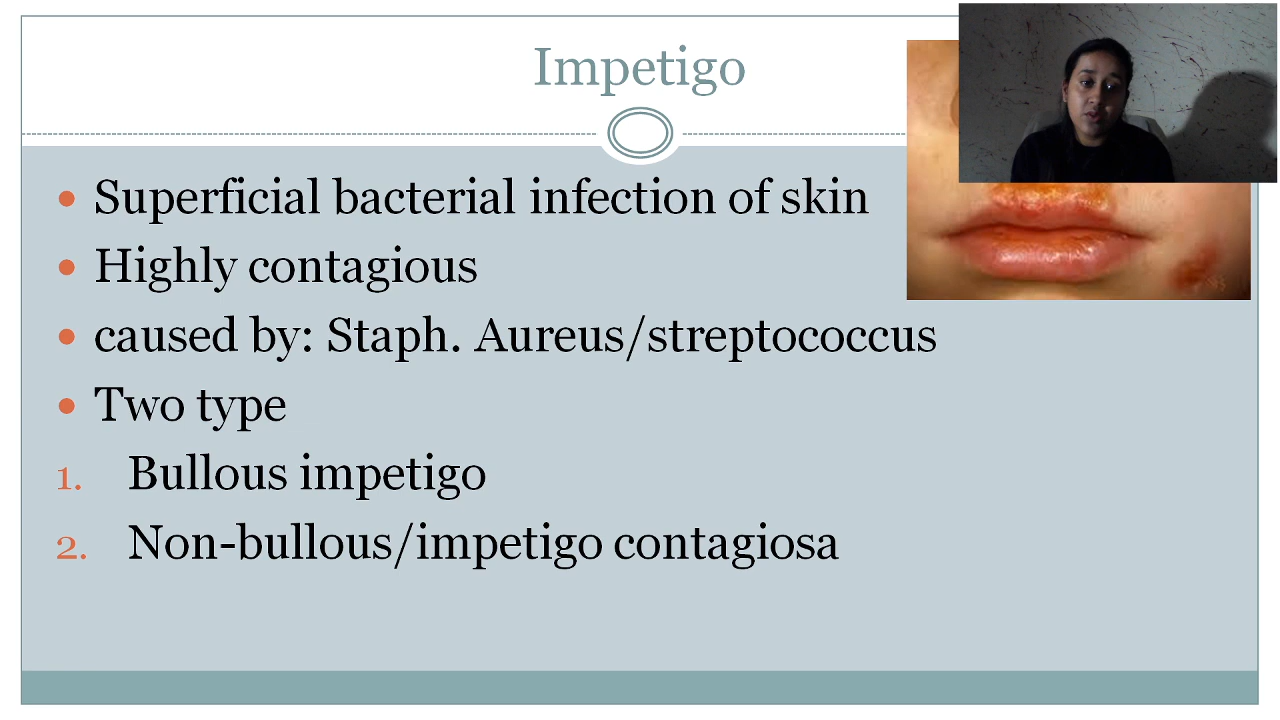 Impetigo
• Superficial bacterial infection of skin
• Highly contagious
• caused by: Staph. Aureus/streptococcus
• Two type
1. Bullous impetigo
2. Non-bullous/impetigo contagiosa